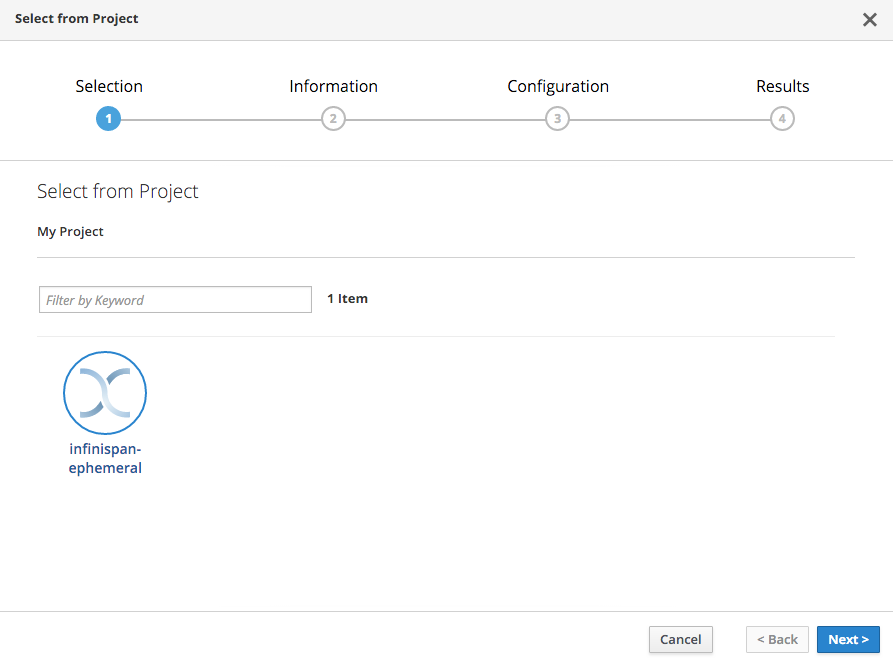 Select from Project
Selection Information Configuration Results
1 2 3 4
Select from Project
My Project
Filter by Keyword 1 Item
infinispan-
ephemeral
Cancel < Back Next >